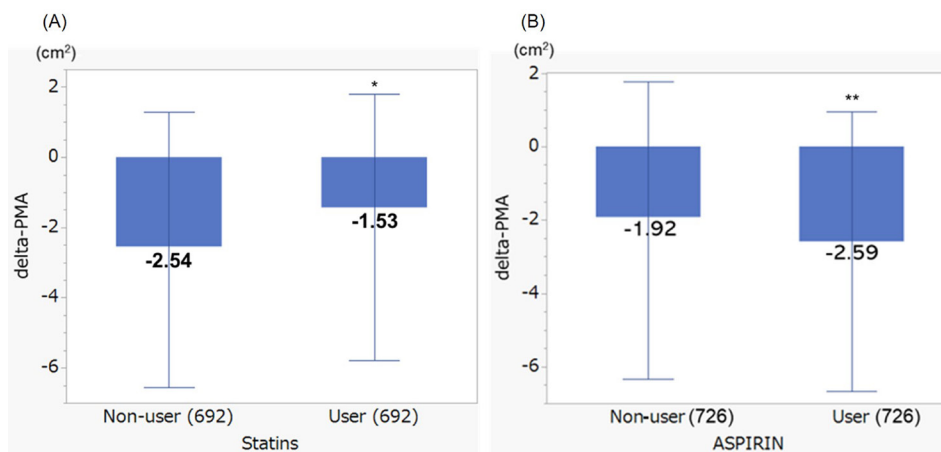 (A)
(cm²)
2
0
-2
-4
-6
delta-PMA
*
-2.54
-1.53
Non-user (692)
User (692)
Statins
(B)
(cm²)
2
0
-2
-4
-6
delta-PMA
**
-1.92
-2.59
Non-user (726)
User (726)
ASPIRIN